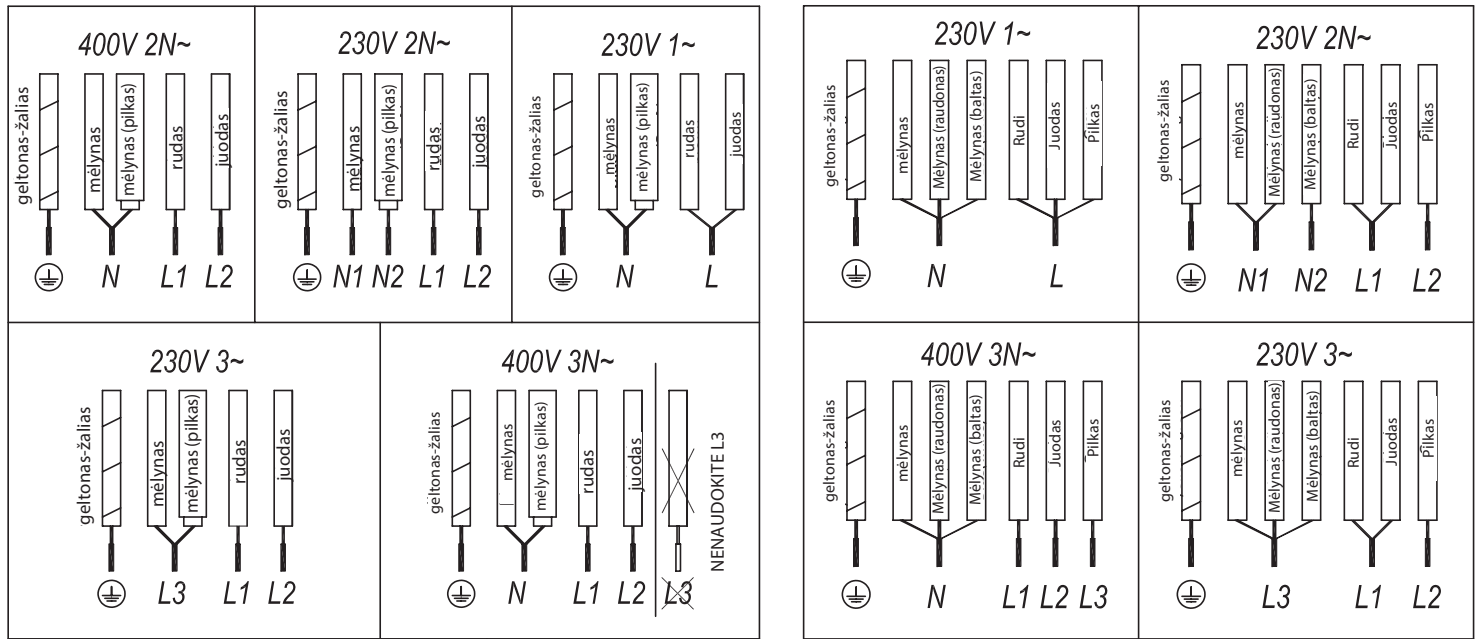 400V 2N~
geltonas-žalias
mėlynas
mėlynas (pilkas)
rudas
juodas
N L1 L2
230V 2N~
geltonas-žalias
mėlynas
mėlynas (pilkas)
rudas
juodas
N1 N2 L1 L2
230V 1~
geltonas-žalias
mėlynas
mėlynas (pilkas)
rudas
juodas
N L
230V 3~
geltonas-žalias
mėlynas
mėlynas (pilkas)
rudas
juodas
L3 L1 L2
400V 3N~
geltonas-žalias
mėlynas
mėlynas (pilkas)
rudas
juodas
NENAUDOKITE L3
N L1 L2 L3
230V 1~
geltonas-žalias
mėlynas
Mėlynas (raudonas)
Mėlynas (baltas)
Rudi
Juodas
Pilkas
N L
230V 2N~
geltonas-žalias
mėlynas
Mėlynas (raudonas)
Mėlynas (baltas)
Rudi
Juodas
Pilkas
N1 N2 L1 L2
400V 3N~
geltonas-žalias
mėlynas
Mėlynas (raudonas)
Mėlynas (baltas)
Rudi
Juodas
Pilkas
N L1 L2 L3
230V 3~
geltonas-žalias
mėlynas
Mėlynas (raudonas)
Mėlynas (baltas)
Rudi
Juodas
Pilkas
L3 L1 L2